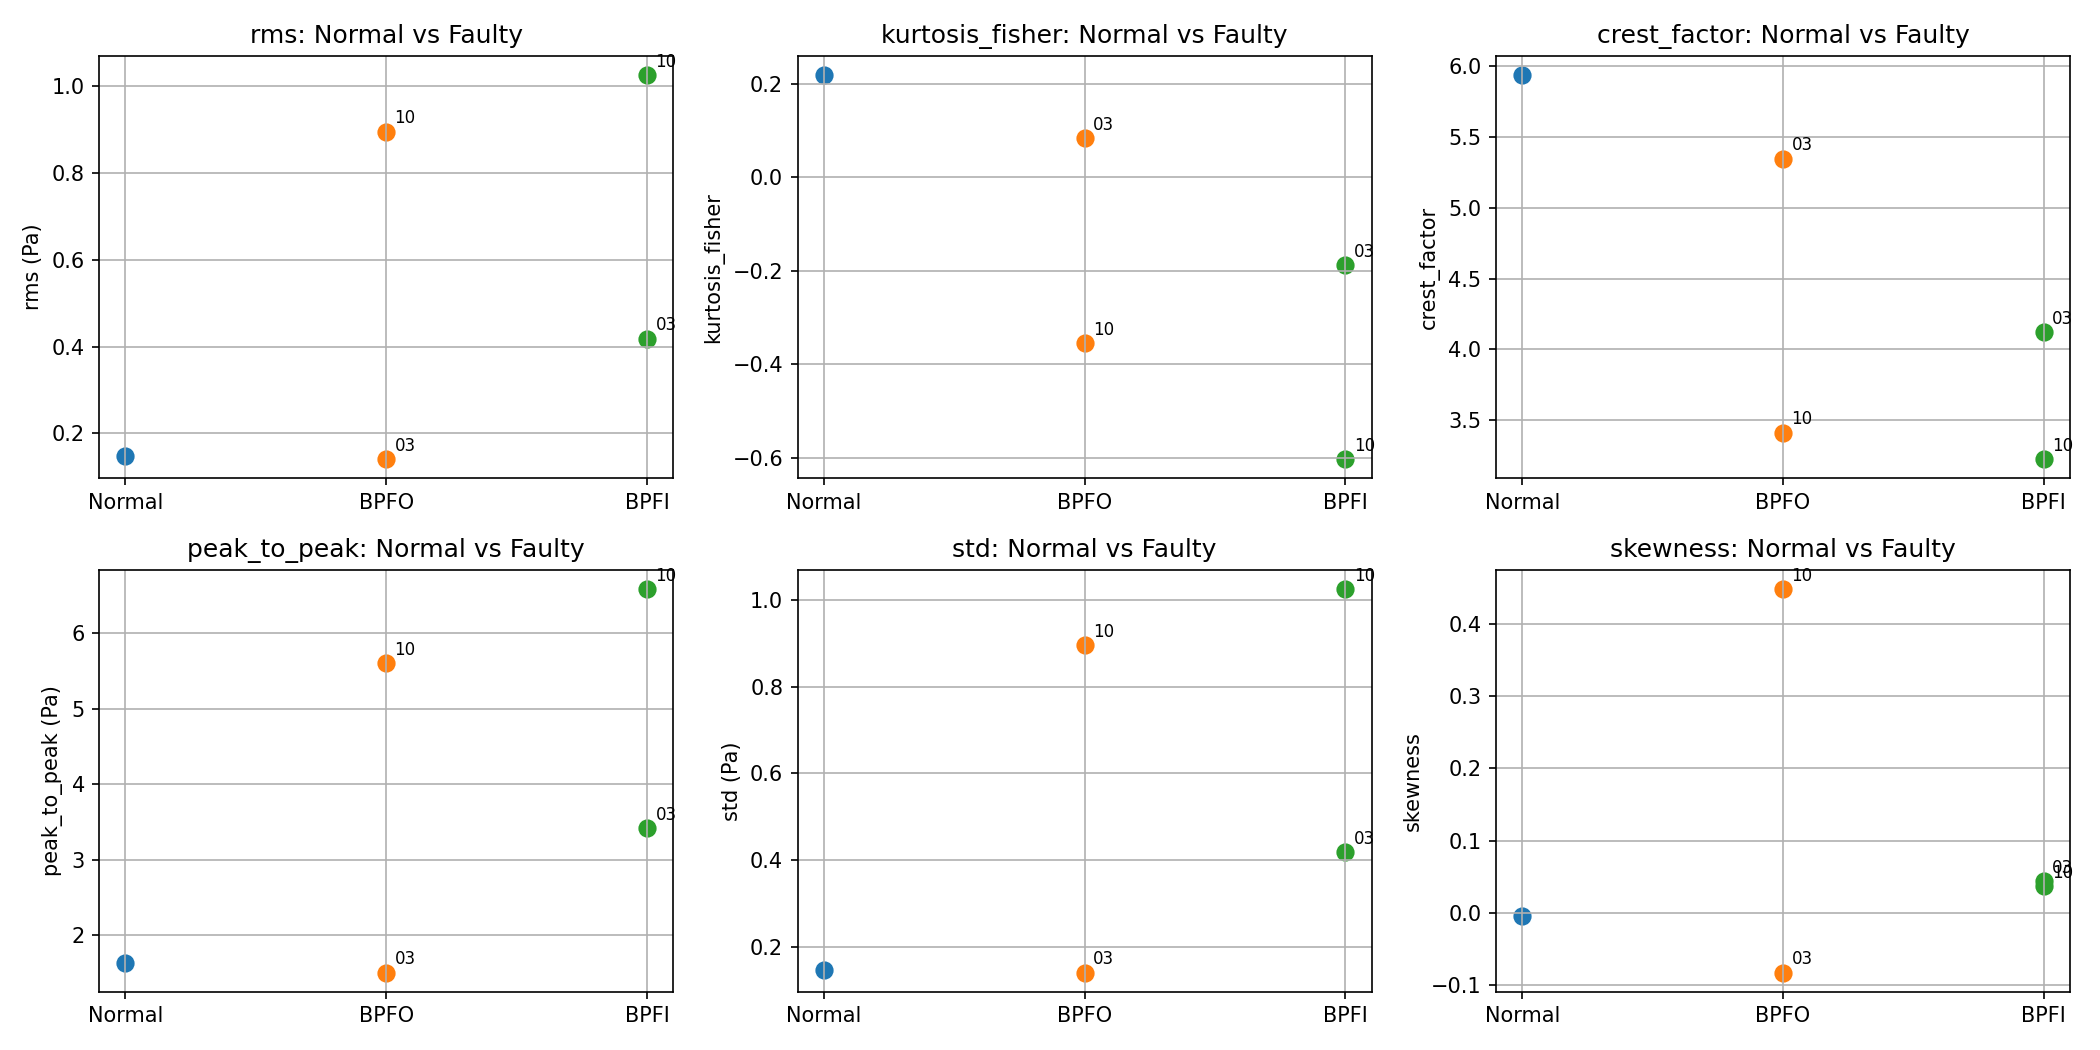 rms: Normal vs Faulty
rms (Pa)
1.0
0.8
0.6
0.4
0.2
10
03
10
03
Normal
BPFO
BPFI
kurtosis_fisher: Normal vs Faulty
kurtosis_fisher
0.2
0.0
−0.2
−0.4
−0.6
03
10
03
10
Normal
BPFO
BPFI
crest_factor: Normal vs Faulty
crest_factor
6.0
5.5
5.0
4.5
4.0
3.5
03
10
03
10
Normal
BPFO
BPFI
peak_to_peak: Normal vs Faulty
peak_to_peak (Pa)
6
5
4
3
2
10
03
10
03
Normal
BPFO
BPFI
std: Normal vs Faulty
std (Pa)
1.0
0.8
0.6
0.4
0.2
10
03
10
03
Normal
BPFO
BPFI
skewness: Normal vs Faulty
skewness
0.4
0.3
0.2
0.1
0.0
−0.1
10
03
03
10
Normal
BPFO
BPFI